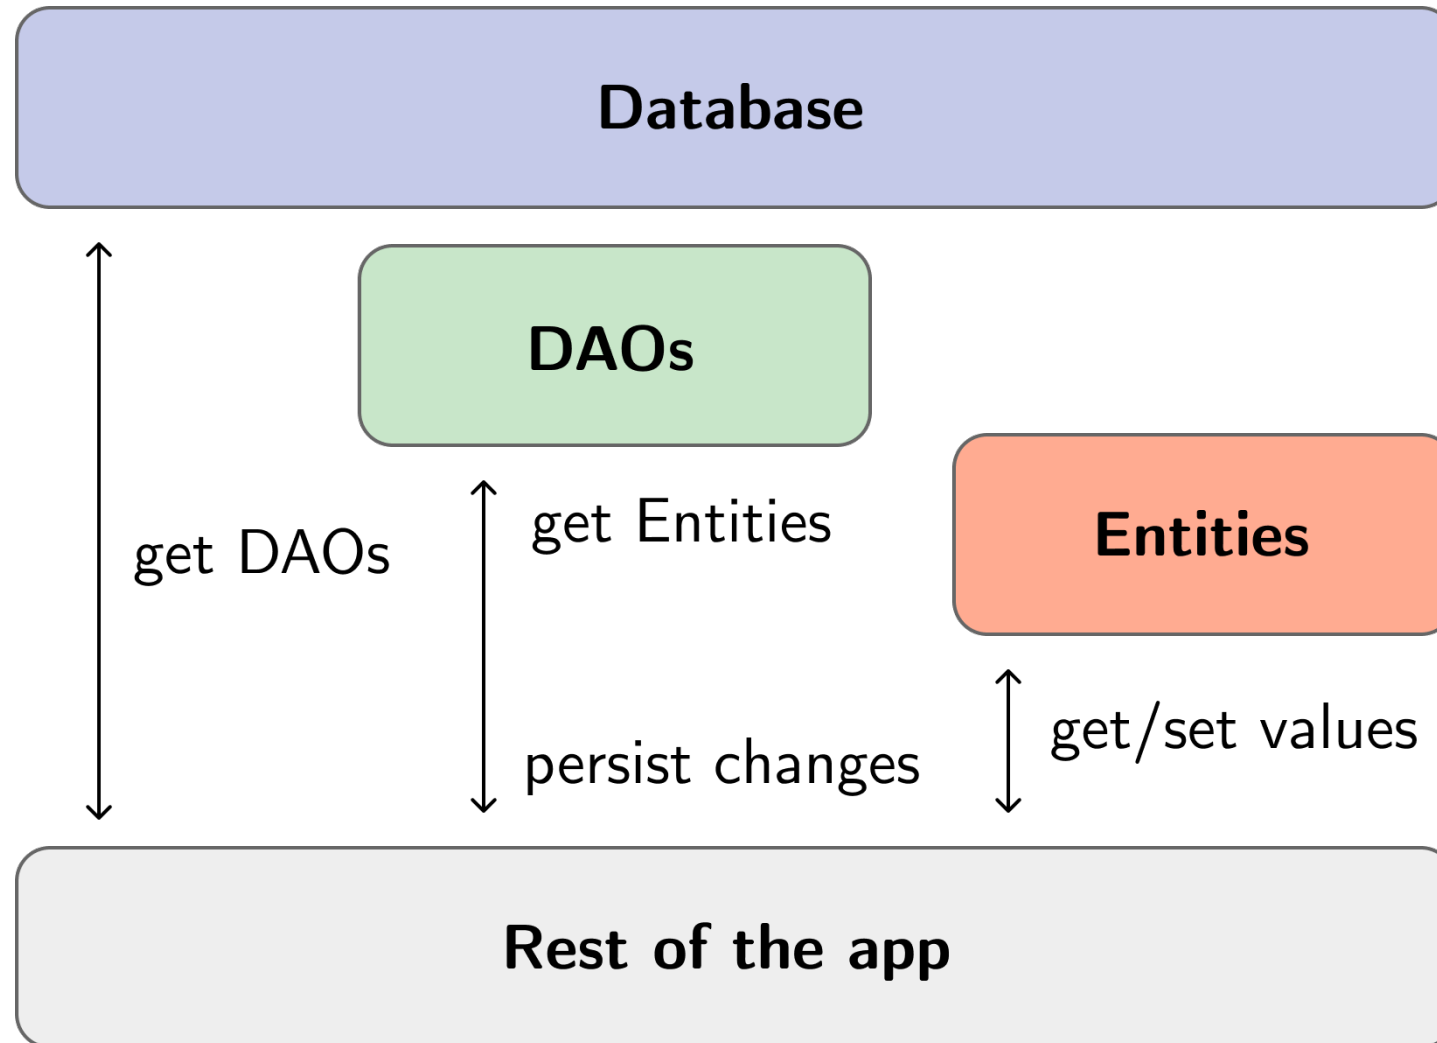 Database
DAOs
get Entities
Entities
get DAOs
get/set values
persist changes
Rest of the app